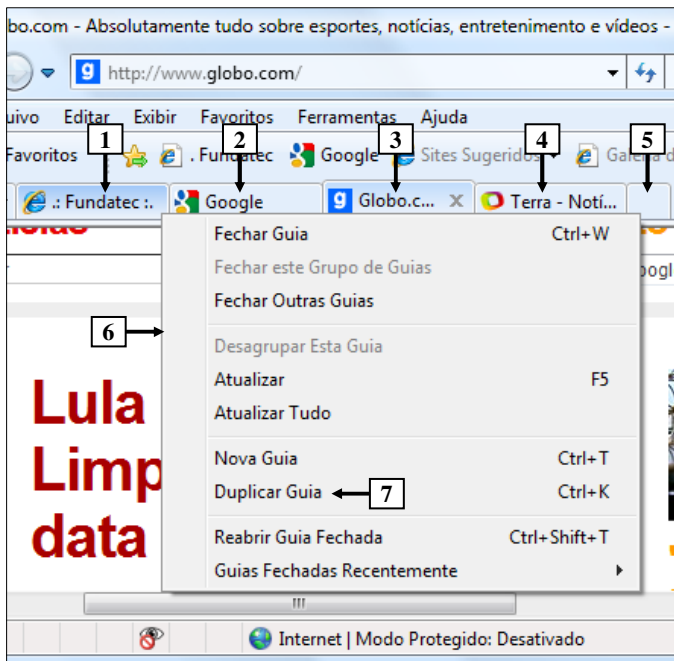 bo.com - Absolutamente tudo sobre esportes, notícias, entretenimento e vídeos -
http://www.globo.com/
uivo Editar Exibir Favoritos Ferramentas Ajuda
1 2 3 4 5
Favoritos . Fundatec Google Sites Sugeridos Galeria d
.: Fundatec :. Google Globo.c... X Terra - Notí...
Fechar Guia Ctrl+W
Fechar este Grupo de Guias
Fechar Outras Guias
6
Desagrupar Esta Guia
Atualizar F5
Atualizar Tudo
Nova Guia Ctrl+T
Duplicar Guia 7 Ctrl+K
Reabrir Guia Fechada Ctrl+Shift+T
Guias Fechadas Recentemente
Lula
Limp
data
Internet | Modo Protegido: Desativado